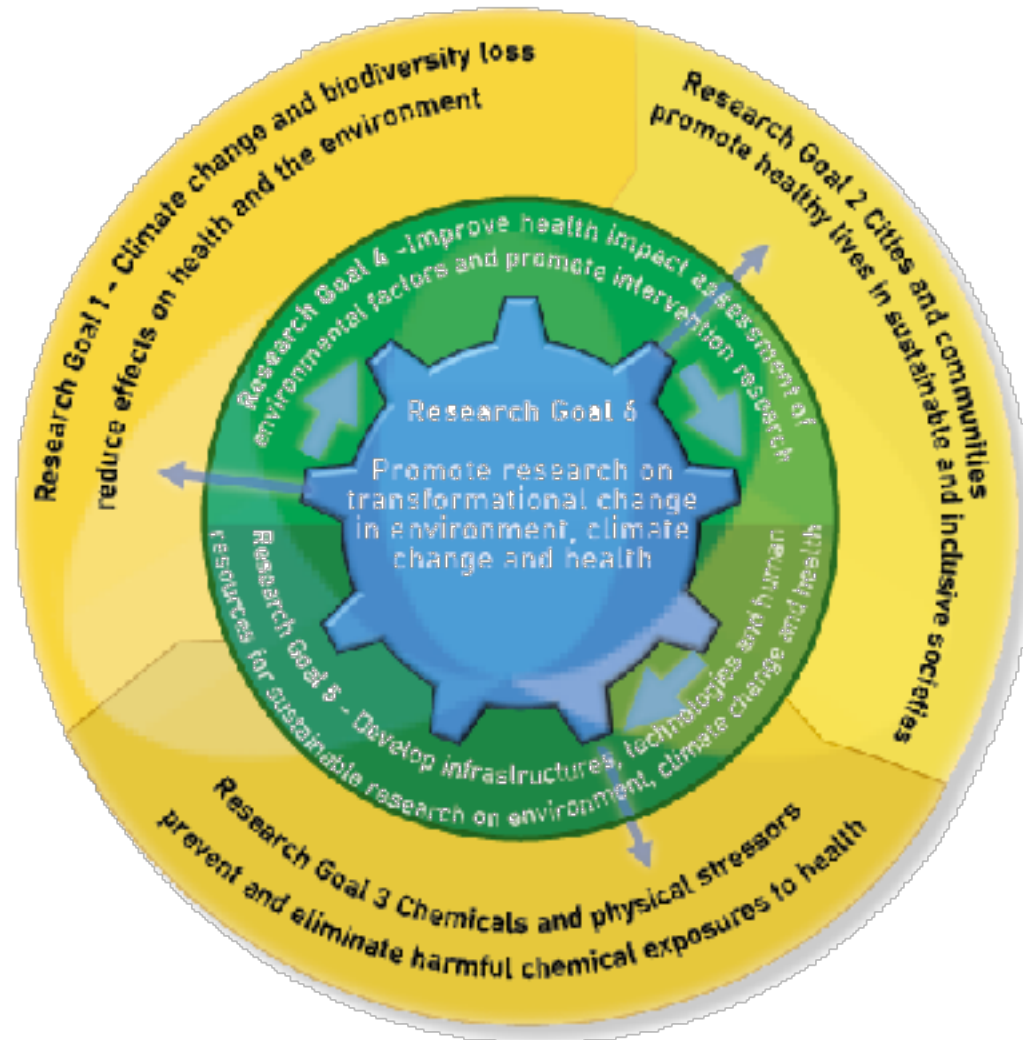 Research Goal 1 - Climate change and biodiversity loss
reduce effects on health and the environment
Research Goal 2 Cities and communities
promote healthy lives in sustainable and inclusive societies
Research Goal 4 -Improve health impact assessment of
environmental factors and promote intervention research
Research Goal 6
Promote research on
transformational change
in environment, climate
change and health
Research Goal 5 - Develop infrastructures, technologies and human
resources for sustainable research on environment, climate change and health
Research Goal 3 Chemicals and physical stressors
prevent and eliminate harmful chemical exposures to health